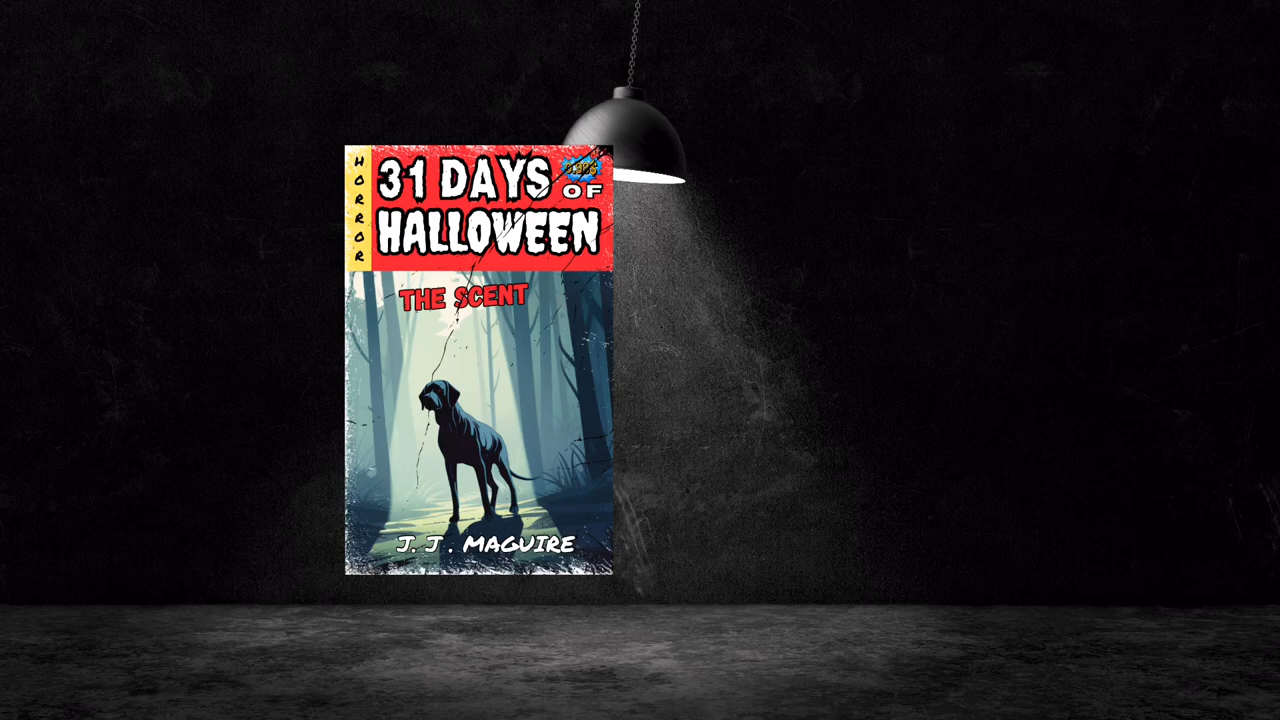 HORROR
31 DAYS
OF
HALLOWEEN
THE SCENT
J. J. MAGUIRE